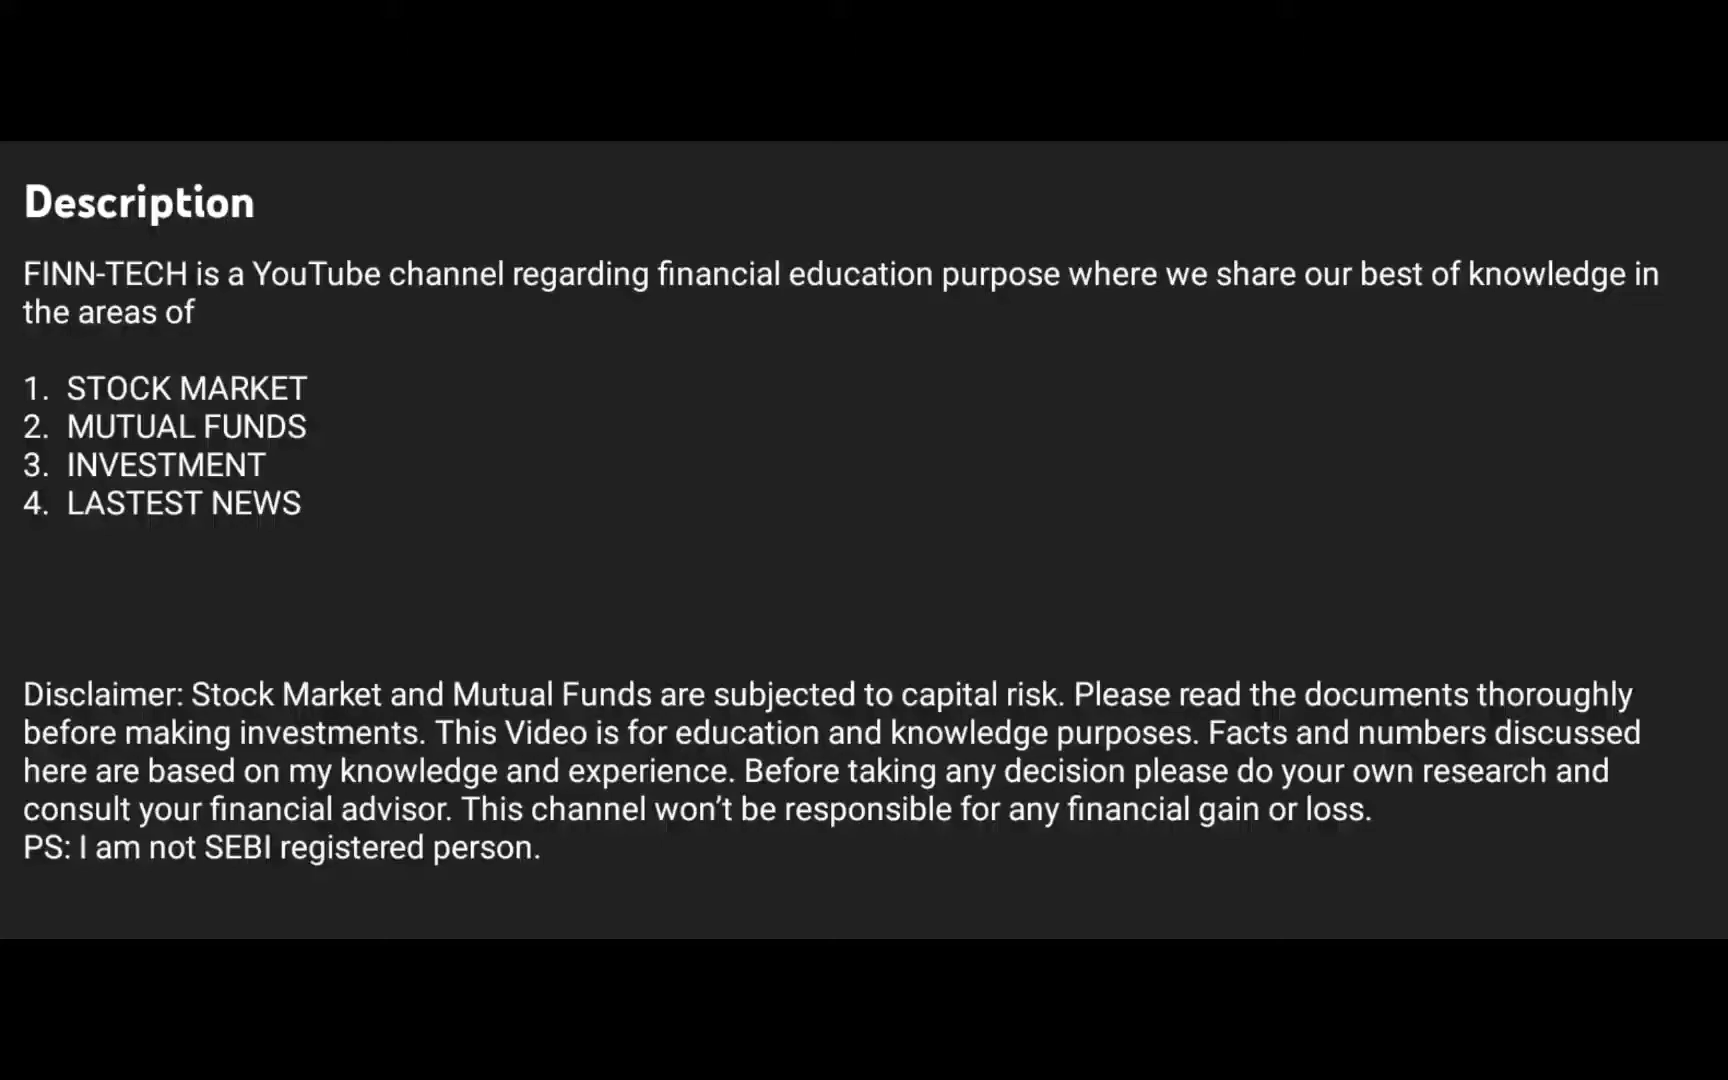 Description
FINN-TECH is a YouTube channel regarding financial education purpose where we share our best of knowledge in
the areas of
1. STOCK MARKET
2. MUTUAL FUNDS
3. INVESTMENT
4. LASTEST NEWS
Disclaimer: Stock Market and Mutual Funds are subjected to capital risk. Please read the documents thoroughly
before making investments. This Video is for education and knowledge purposes. Facts and numbers discussed
here are based on my knowledge and experience. Before taking any decision please do your own research and
consult your financial advisor. This channel won’t be responsible for any financial gain or loss.
PS: I am not SEBI registered person.